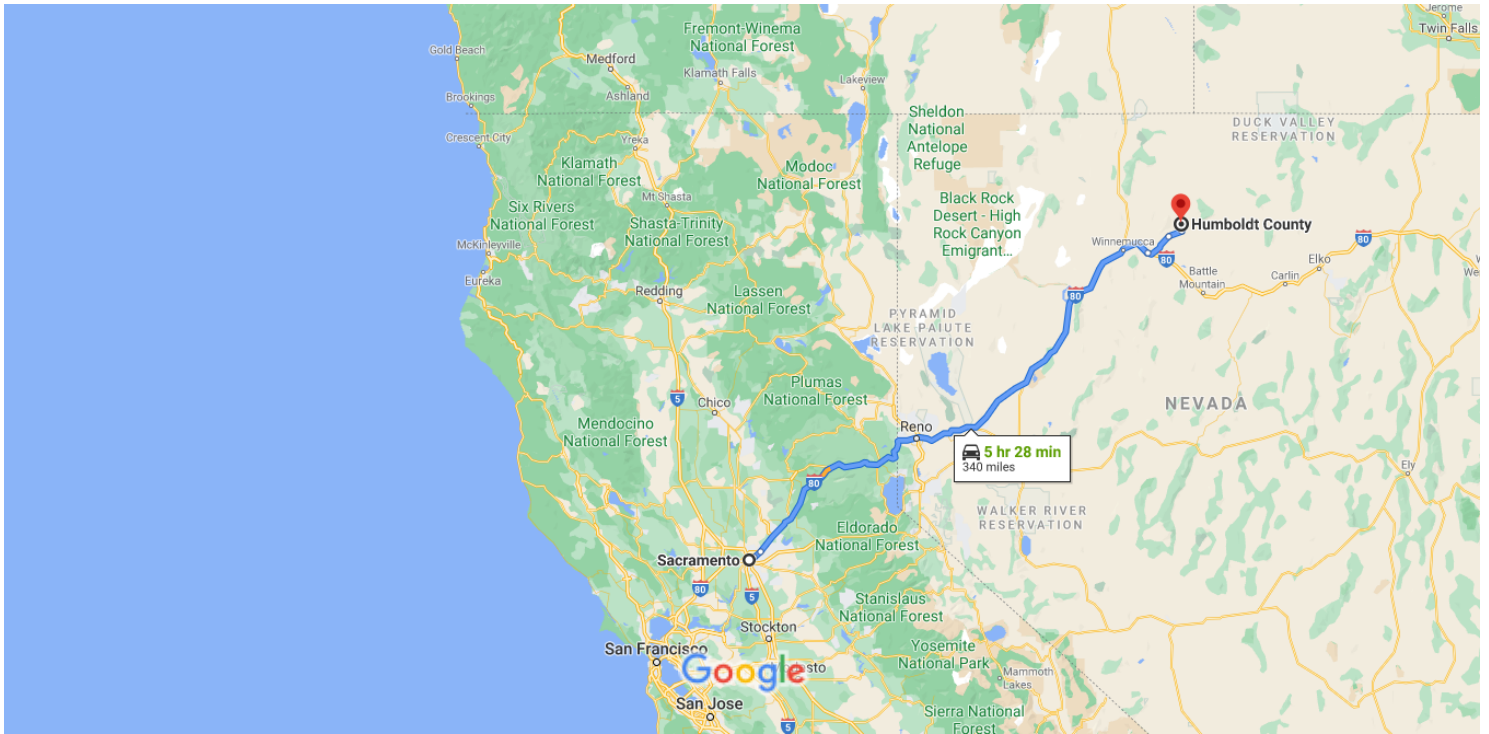 Jerome
Twin Falls
Fremont-Winema
National Forest
Gold Beach
Medford
Klamath Falls
Lakeview
Ashland
Brookings
Sheldon
National
Antelope
Refuge
DUCK VALLEY
RESERVATION
Crescent City
Yreka
Klamath
National Forest
Modoc
National Forest
Mt Shasta
Six Rivers
National Forest
Black Rock
Desert - High
Rock Canyon
Emigrant...
Shasta-Trinity
National Forest
Humboldt County
McKinleyville
Winnemucca
80
80
Eureka
Elko
Battle
Mountain
Carlin
Redding
Lassen
National Forest
80
PYRAMID
LAKE PAIUTE
RESERVATION
Plumas
National Forest
5
Chico
NEVADA
Mendocino
National Forest
Reno
5 hr 28 min
340 miles
Ely
80
WALKER RIVER
RESERVATION
Eldorado
National Forest
Sacramento
80
5
Stanislaus
National Forest
Stockton
San Francisco
Yosemite
National Park
Google
Mammoth
Lakes
San Jose
Sierra National
Forest
5